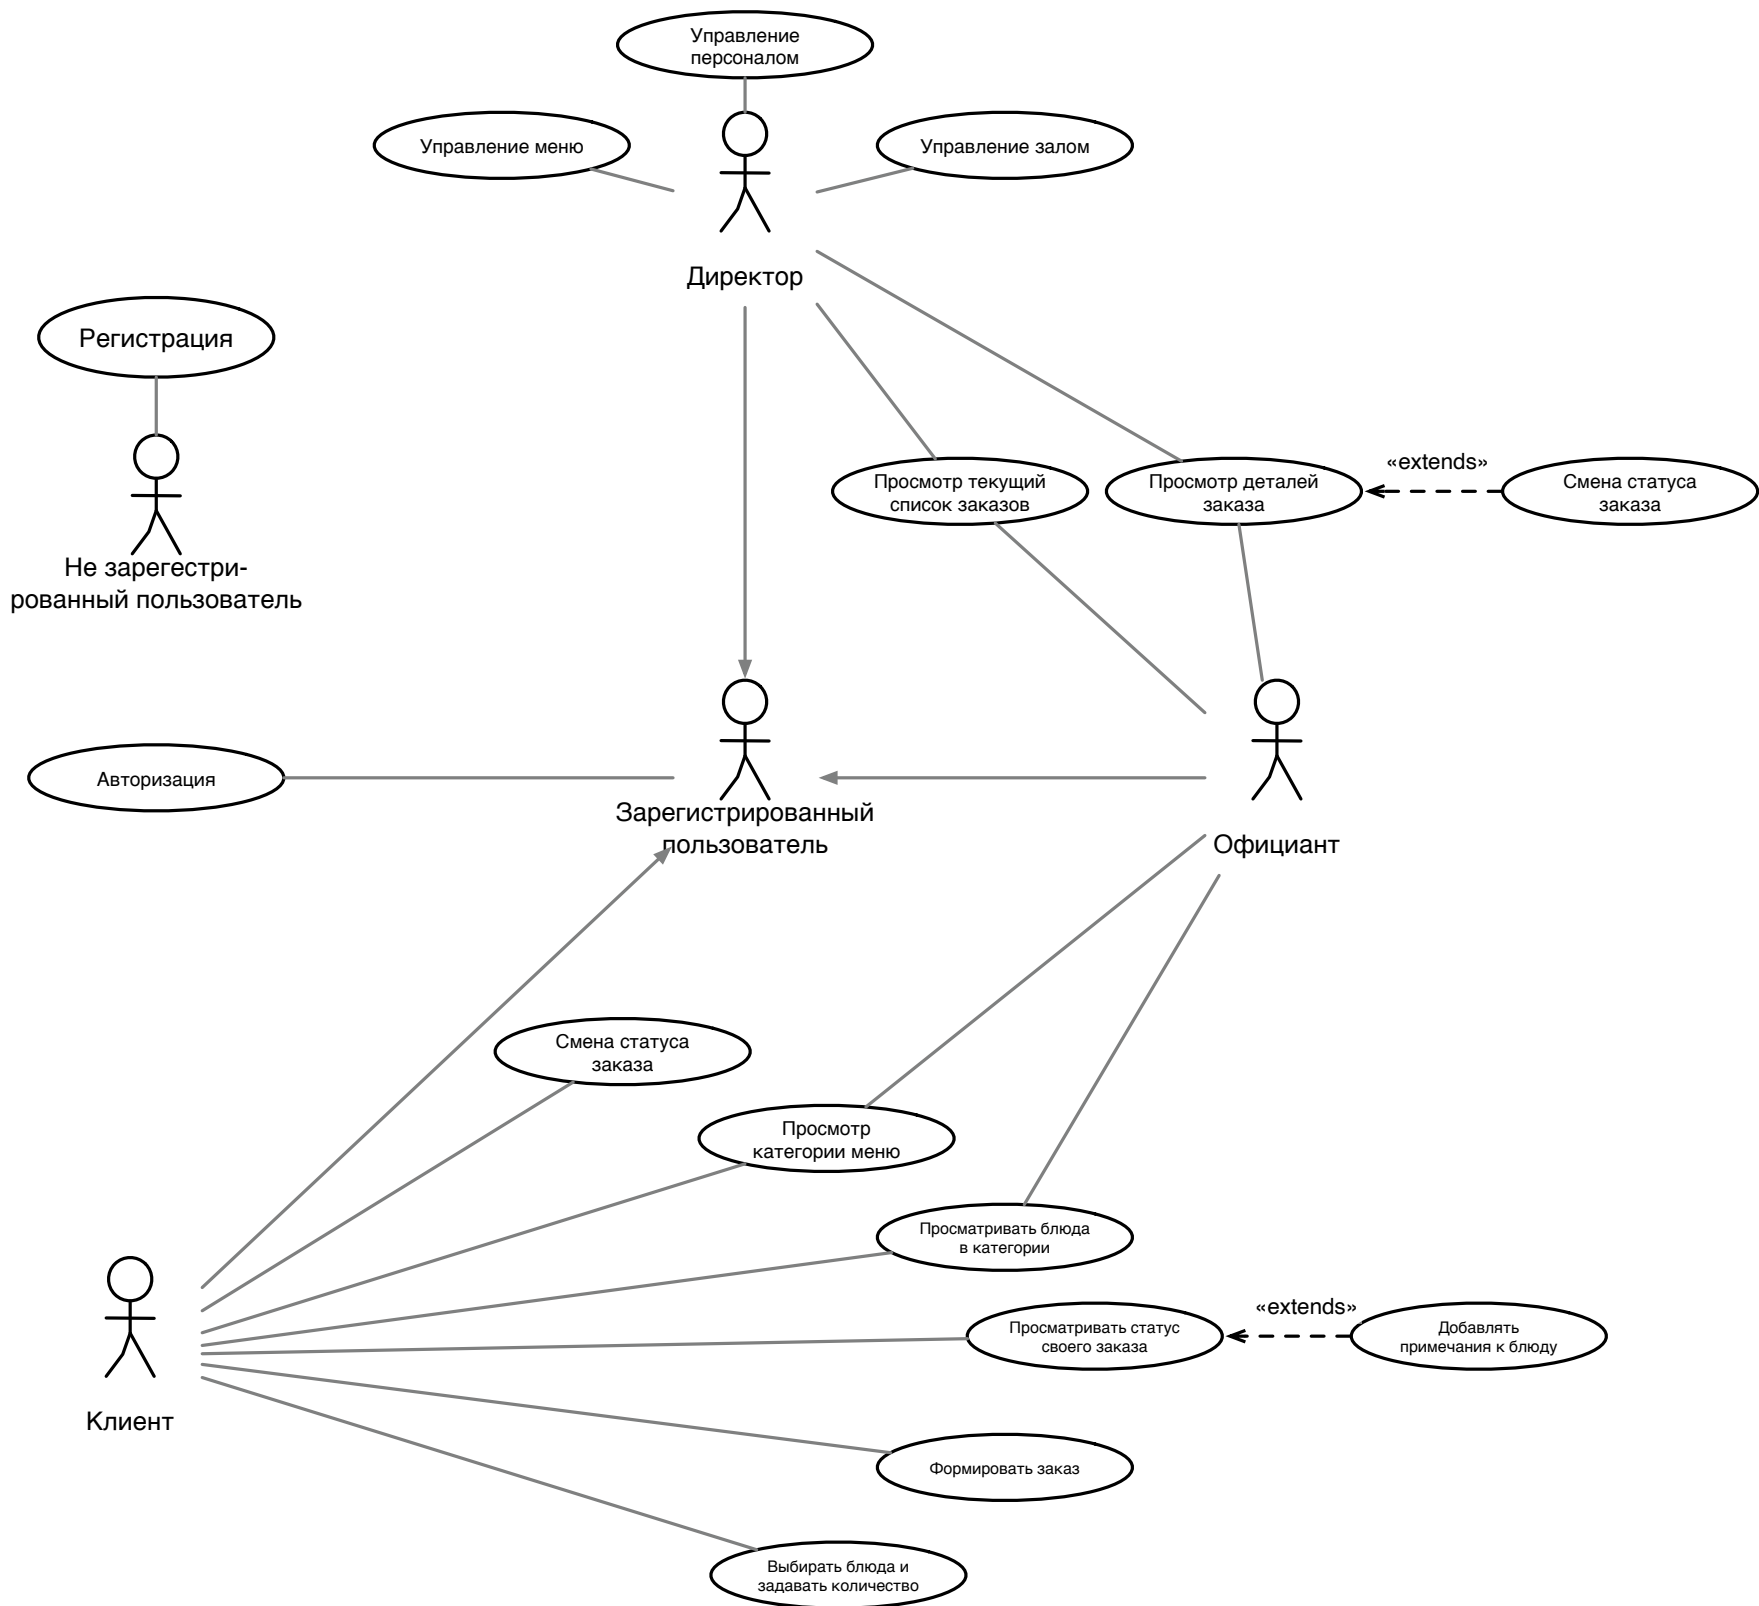 Управление
персоналом
Управление меню
Управление залом
Директор
Регистрация
Не зарегестри-
рованный пользователь
Просмотр текущий
список заказов
Просмотр деталей
заказа
«extends»
Смена статуса
заказа
Авторизация
Зарегистрированный
пользователь
Официант
Смена статуса
заказа
Просмотр
категории меню
Просматривать блюда
в категории
Просматривать статус
своего заказа
«extends»
Добавлять
примечания к блюду
Клиент
Формировать заказ
Выбирать блюда и
задавать количество